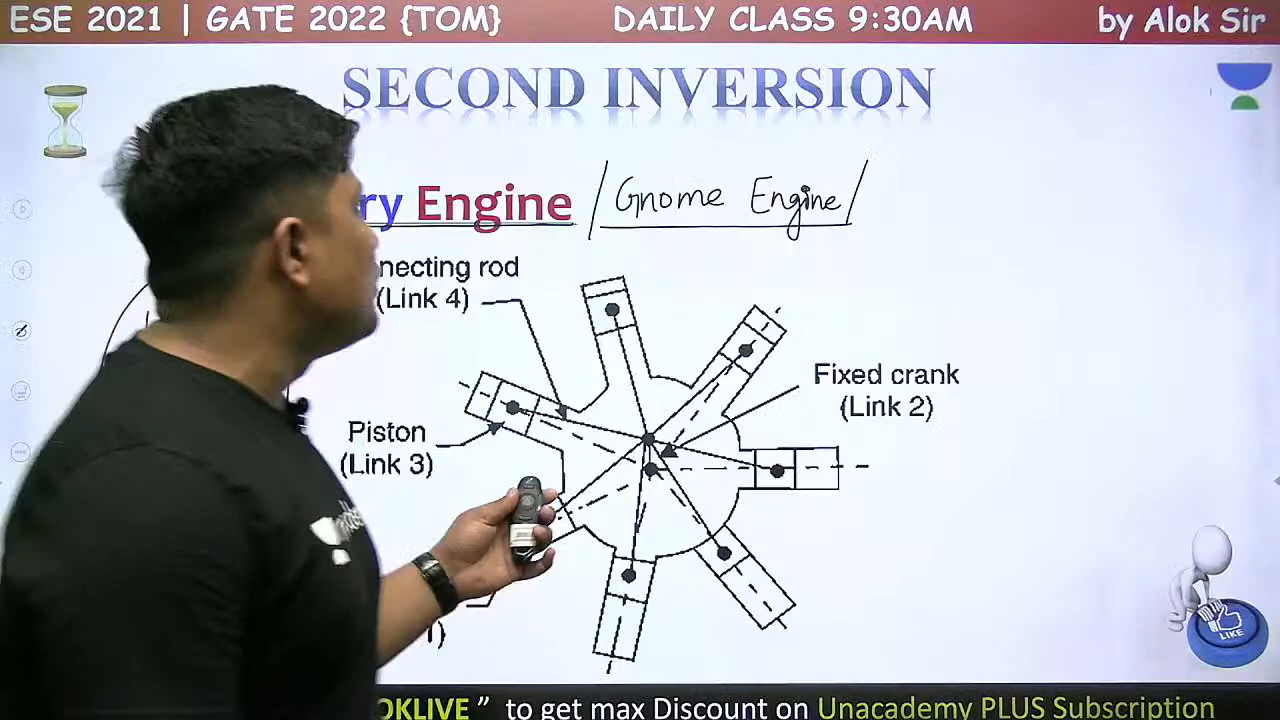 ESE 2021 | GATE 2022 {TOM} DAILY CLASS 9:30AM by Alok Sir
SECOND INVERSION
ry Engine / Gnome Engine /
necting rod
(Link 4)
Fixed crank
(Link 2)
Piston
(Link 3)
1)
LIKE
OKLIVE ” to get max Discount on Unacademy PLUS Subscription